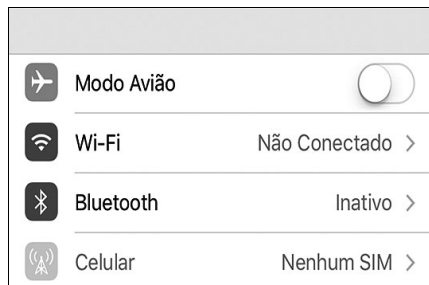 Modo Avião
Wi-Fi Não Conectado
Bluetooth Inativo
Celular Nenhum SIM